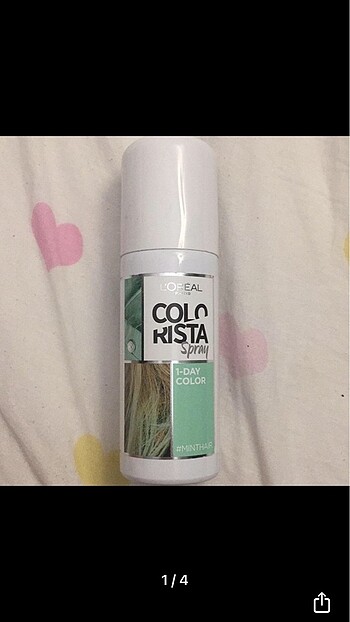 L'ORÉAL
PARIS
COLO
RISTA
Spray
1-DAY
COLOR
#MINTHAIR
1/4